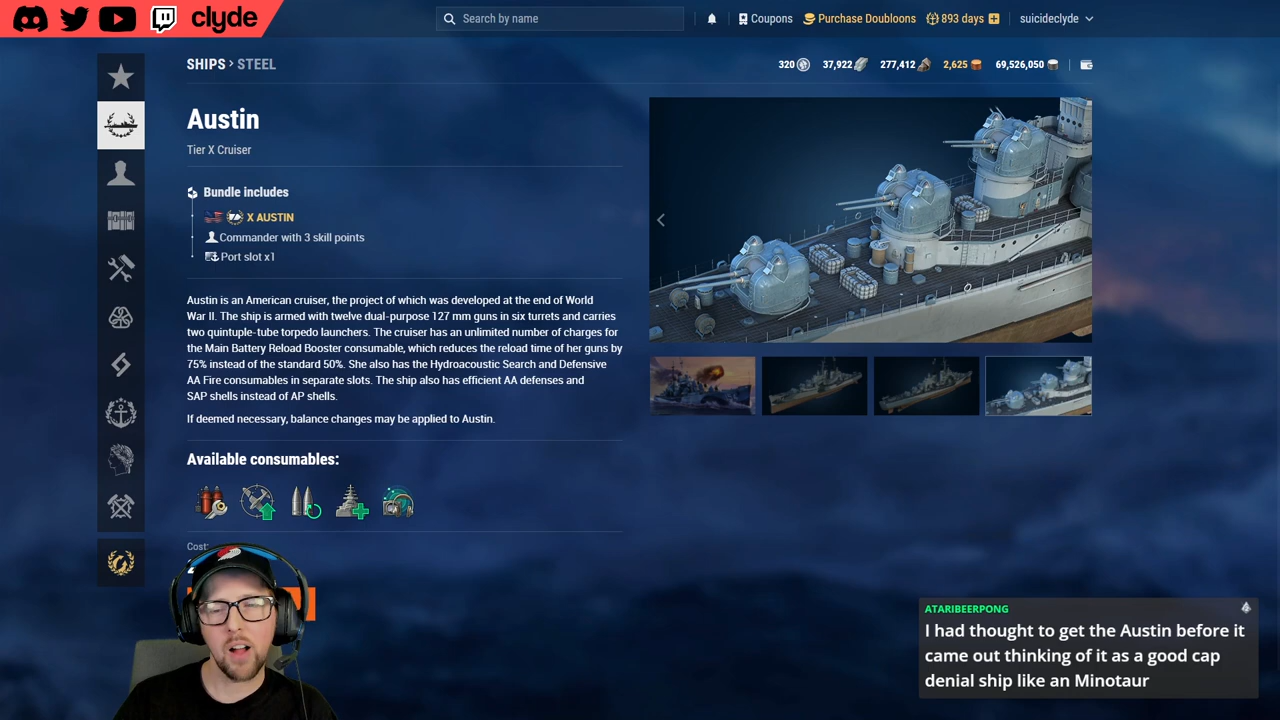 clyde
Search by name
Coupons
Purchase Doubloons
893 days
suicideclyde
SHIPS > STEEL
320
37,922
277,412
2,625
69,526,050
Austin
Tier X Cruiser
Bundle includes
X AUSTIN
Commander with 3 skill points
Port slot x1
Austin is an American cruiser, the project of which was developed at the end of World
War II. The ship is armed with twelve dual-purpose 127 mm guns in six turrets and carries
two quintuple-tube torpedo launchers. The cruiser has an unlimited number of charges for
the Main Battery Reload Booster consumable, which reduces the reload time of her guns by
75% instead of the standard 50%. She also has the Hydroacoustic Search and Defensive
AA Fire consumables in separate slots. The ship also has efficient AA defenses and
SAP shells instead of AP shells.
If deemed necessary, balance changes may be applied to Austin.
Available consumables:
Cost:
ATARIBEERPONG
I had thought to get the Austin before it
came out thinking of it as a good cap
denial ship like an Minotaur